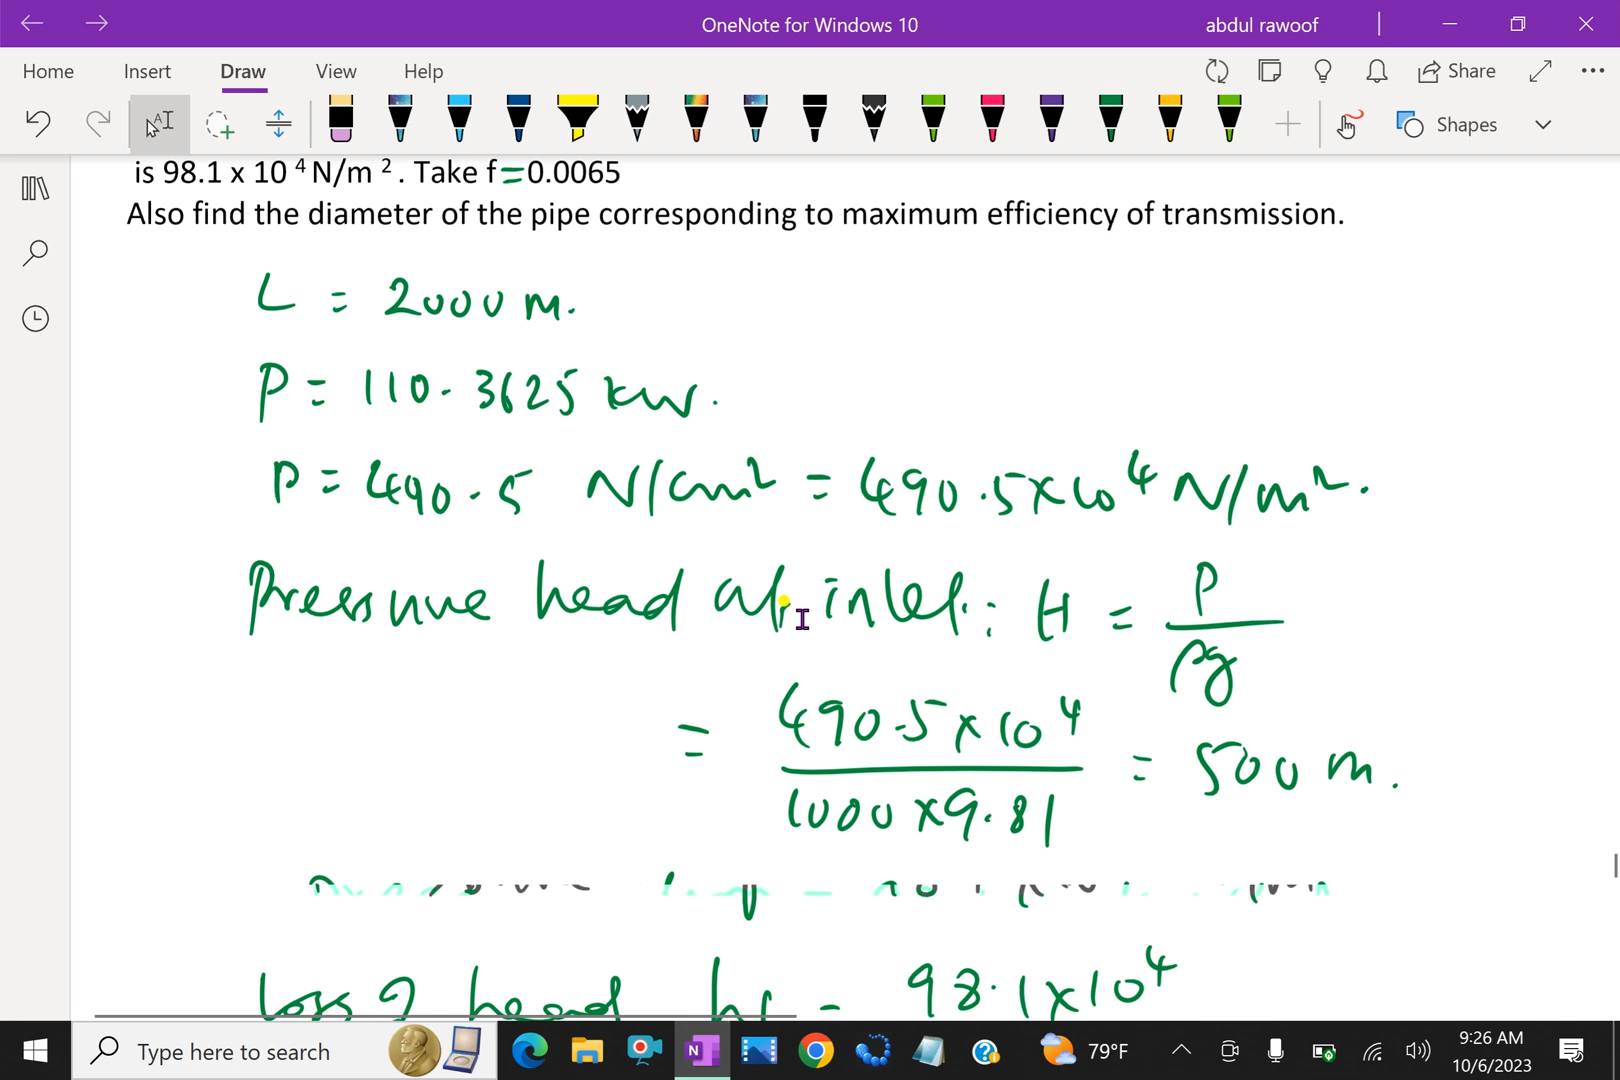 OneNote for Windows 10
abdul rawoof
Home Insert Draw View Help
Share
Shapes
is 98.1 x 10 4 N/m 2 . Take f=0.0065
Also find the diameter of the pipe corresponding to maximum efficiency of transmission.
L = 2000 m.
P = 110.3625 kw.
P = 490.5 N/cm² = 490.5x10⁴ N/m².
Pressure head at inlet: H = P / ρg
= 490.5x10⁴ / 1000x9.81 = 500 m.
head hf = 98.1x10⁴
Type here to search
79°F
9:26 AM
10/6/2023